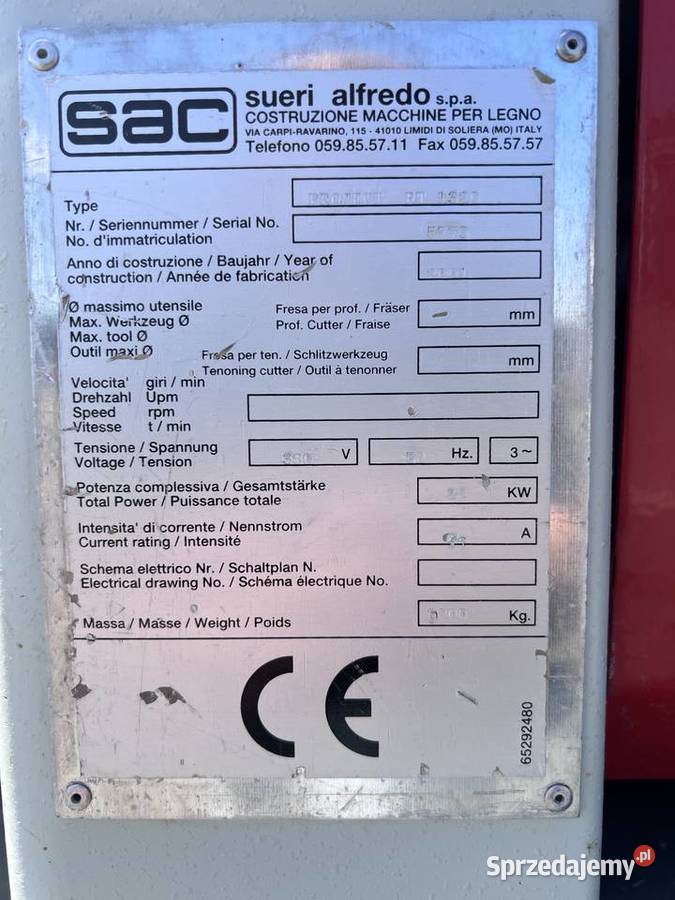 sac
sueri alfredo s.p.a.
COSTRUZIONE MACCHINE PER LEGNO
VIA CARPI-RAVARINO, 115 - 41010 LIMIDI DI SOLIERA (MO) ITALY
Telefono 059.85.57.11 Fax 059.85.57.57
Type
Nr. / Seriennummer / Serial No.
No. d'immatriculation
Anno di costruzione / Baujahr / Year of
construction / Année de fabrication
Ø massimo utensile
Max. Werkzeug Ø
Max. tool Ø
Outil maxi Ø
Fresa per prof. / Fräser
Prof. Cutter / Fraise
mm
Fresa per ten. / Schlitzwerkzeug
Tenoning cutter / Outil à tenonner
mm
Velocita' giri / min
Drehzahl Upm
Speed rpm
Vitesse t / min
Tensione / Spannung
Voltage / Tension
V
Hz.
3~
Potenza complessiva / Gesamtstärke
Total Power / Puissance totale
KW
Intensita' di corrente / Nennstrom
Current rating / Intensité
A
Schema elettrico Nr. / Schaltplan N.
Electrical drawing No. / Schéma électrique No.
Massa / Masse / Weight / Poids
Kg.
CE
65292480
Sprzedajemy.pl